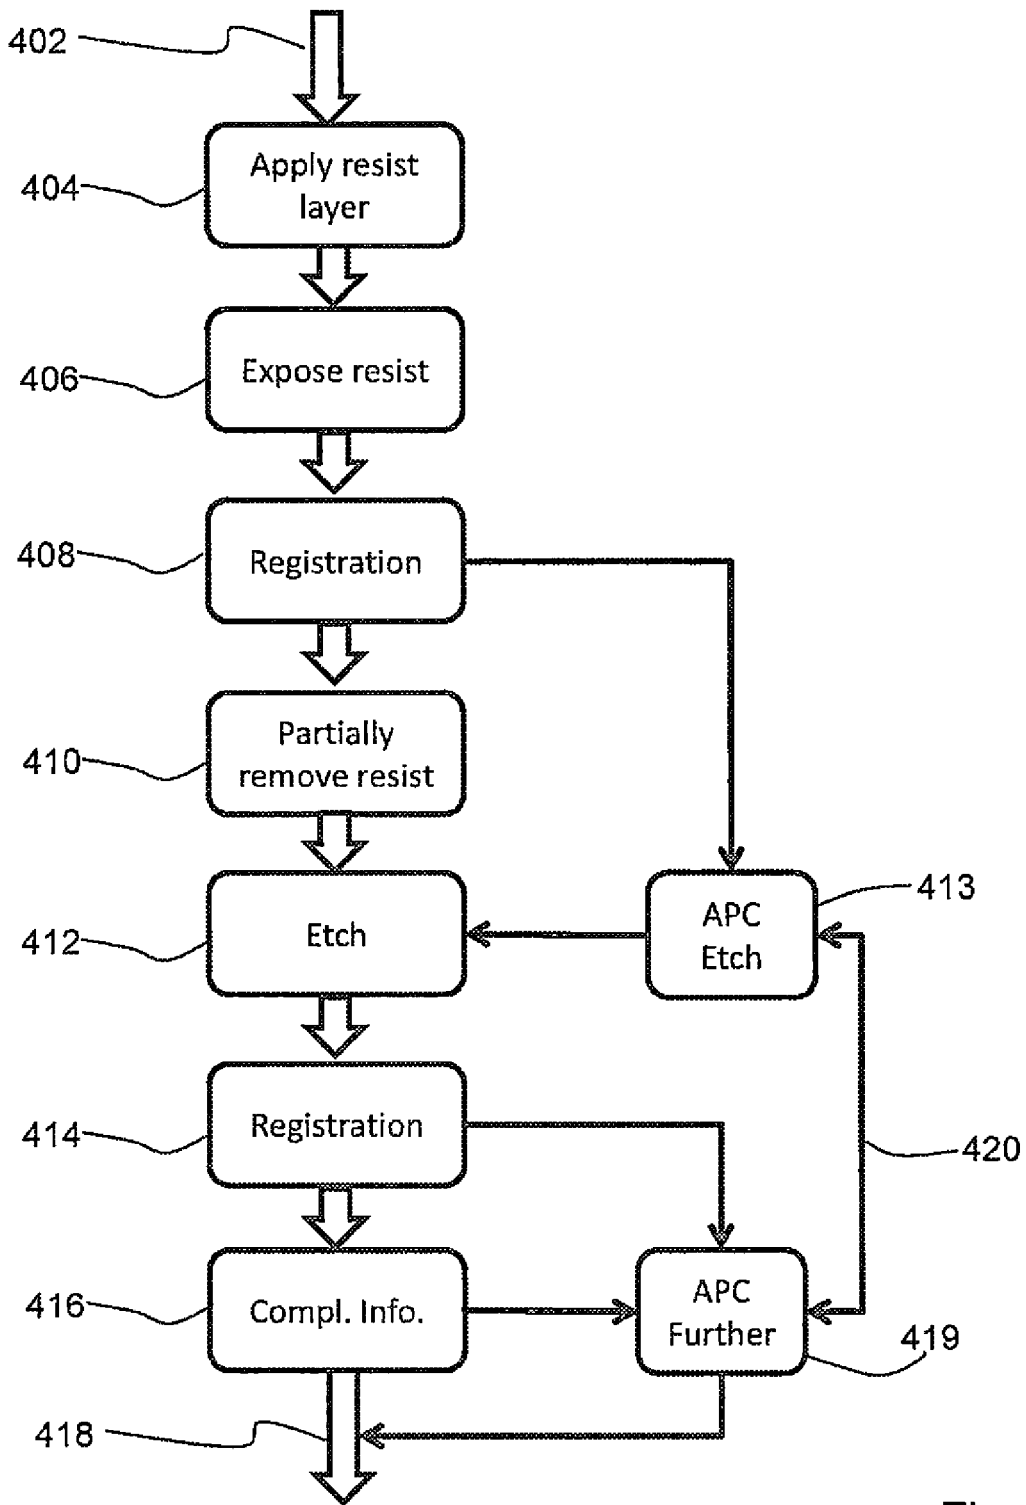 402
Apply resist
layer
404
Expose resist
406
Registration
408
Partially
remove resist
410
APC
Etch
413
Etch
412
Registration
414
420
Compl. Info.
416
APC
Further
419
418